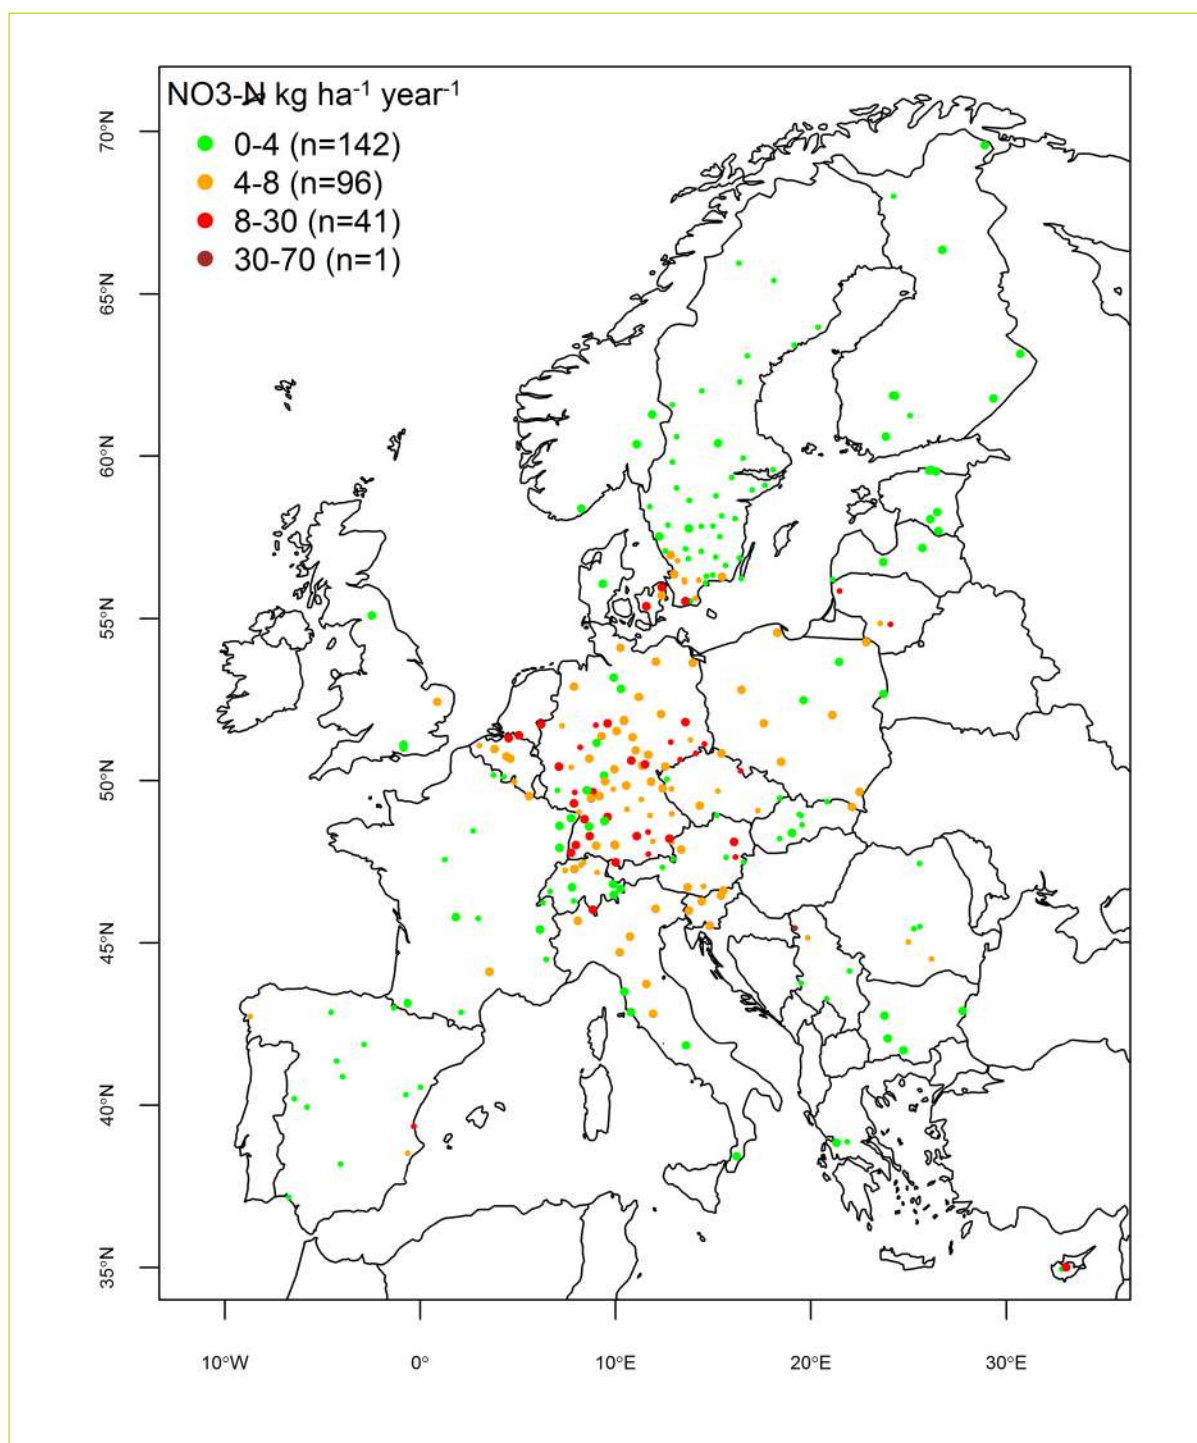 NO3-N kg ha-1 year-1
0-4 (n=142)
4-8 (n=96)
8-30 (n=41)
30-70 (n=1)
70°N
65°N
60°N
55°N
50°N
45°N
40°N
35°N
10°W 0° 10°E 20°E 30°E